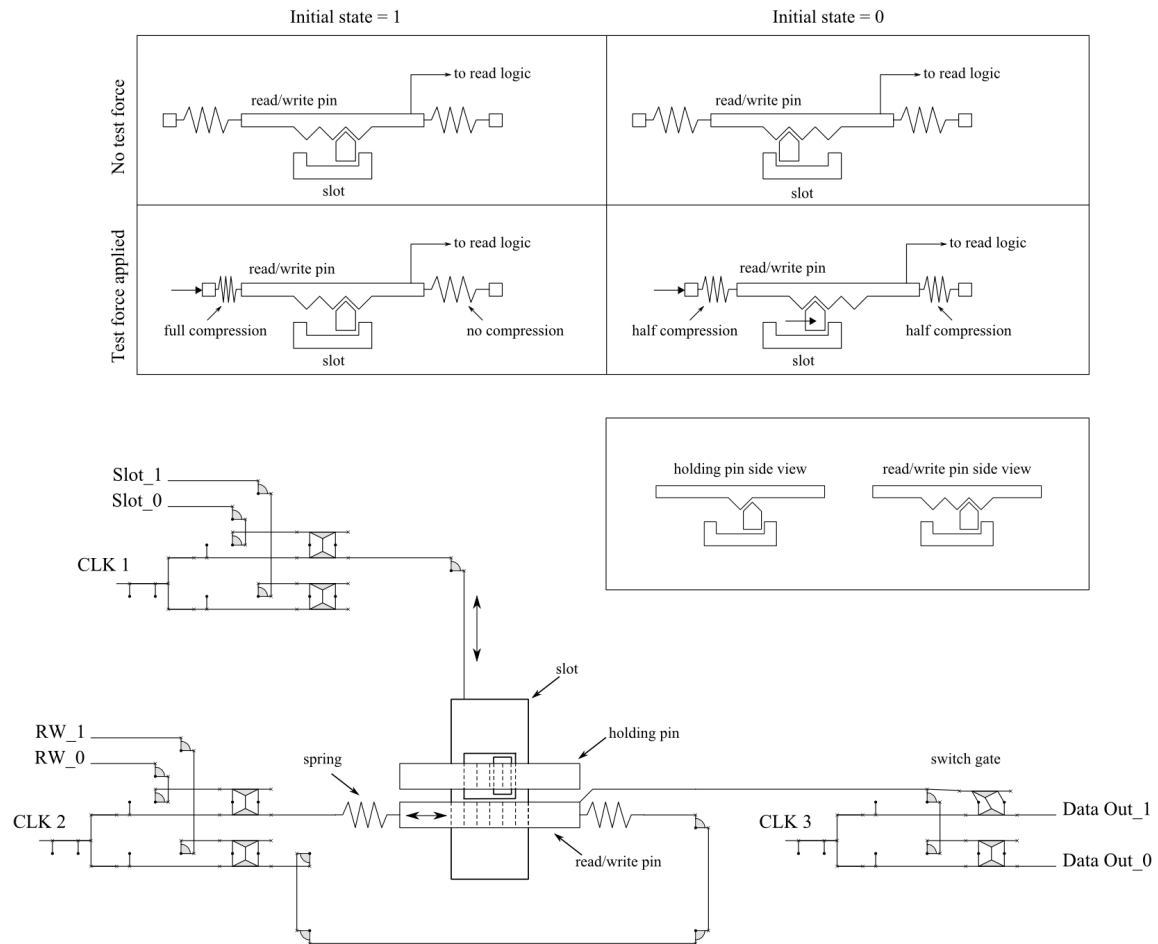 Initial state = 1
Initial state = 0
No test force
read/write pin
to read logic
slot
read/write pin
to read logic
slot
Test force applied
read/write pin
to read logic
full compression
no compression
slot
read/write pin
to read logic
half compression
half compression
slot
holding pin side view
read/write pin side view
Slot_1
Slot_0
CLK 1
slot
holding pin
RW_1
RW_0
spring
switch gate
CLK 2
CLK 3
Data Out_1
read/write pin
Data Out_0